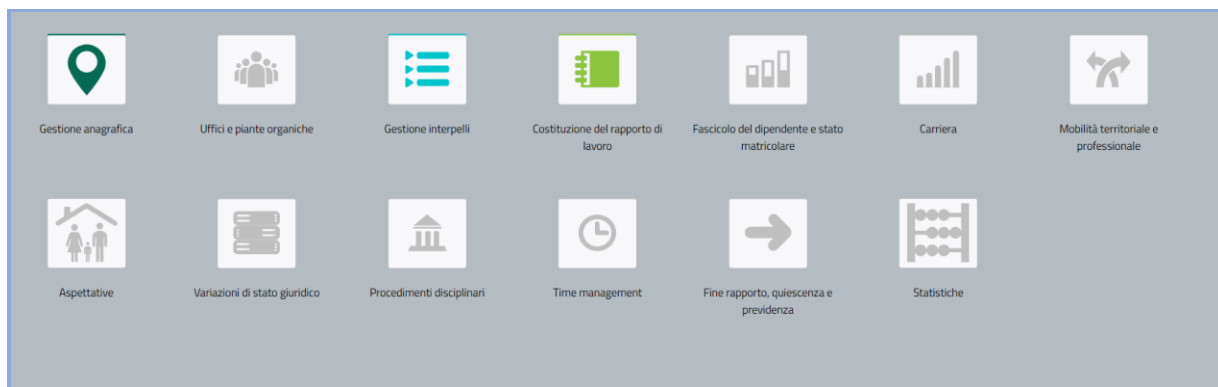 Gestione anagrafica
Uffici e piante organiche
Gestione interpelli
Costituzione del rapporto di
lavoro
Fascicolo del dipendente e stato
matricolare
Carriera
Mobilità territoriale e
professionale
Aspettative
Variazioni di stato giuridico
Procedimenti disciplinari
Time management
Fine rapporto, quiescenza e
previdenza
Statistiche